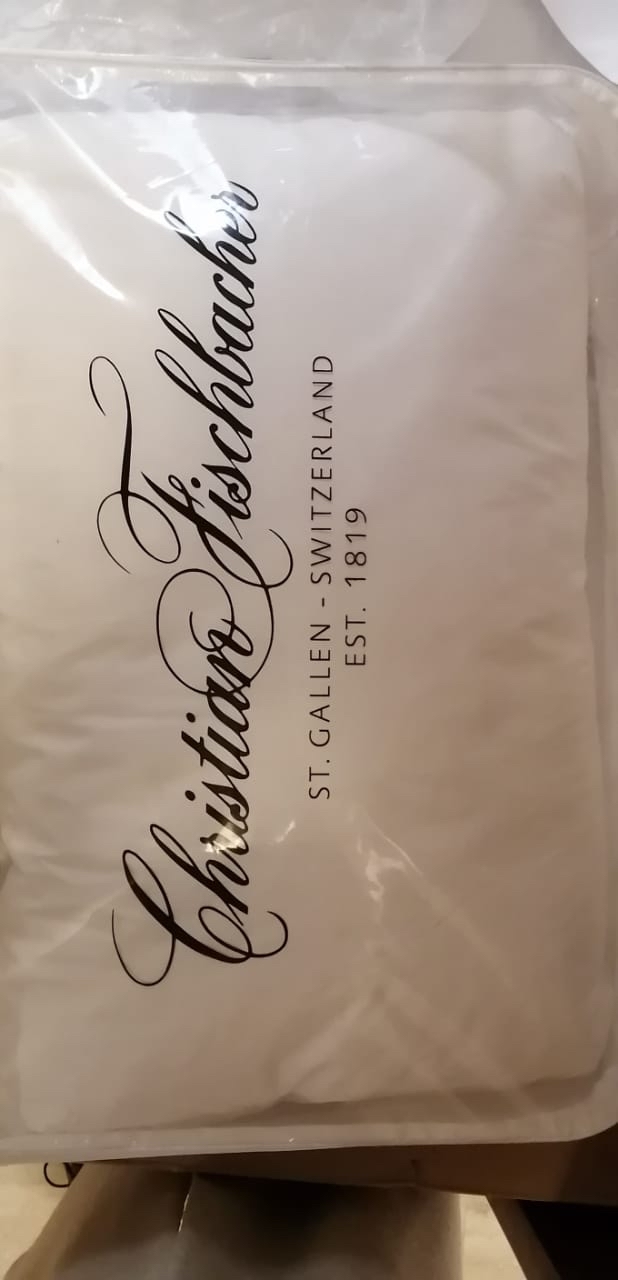 Christian Fischbacher
ST. GALLEN - SWITZERLAND
EST. 1819